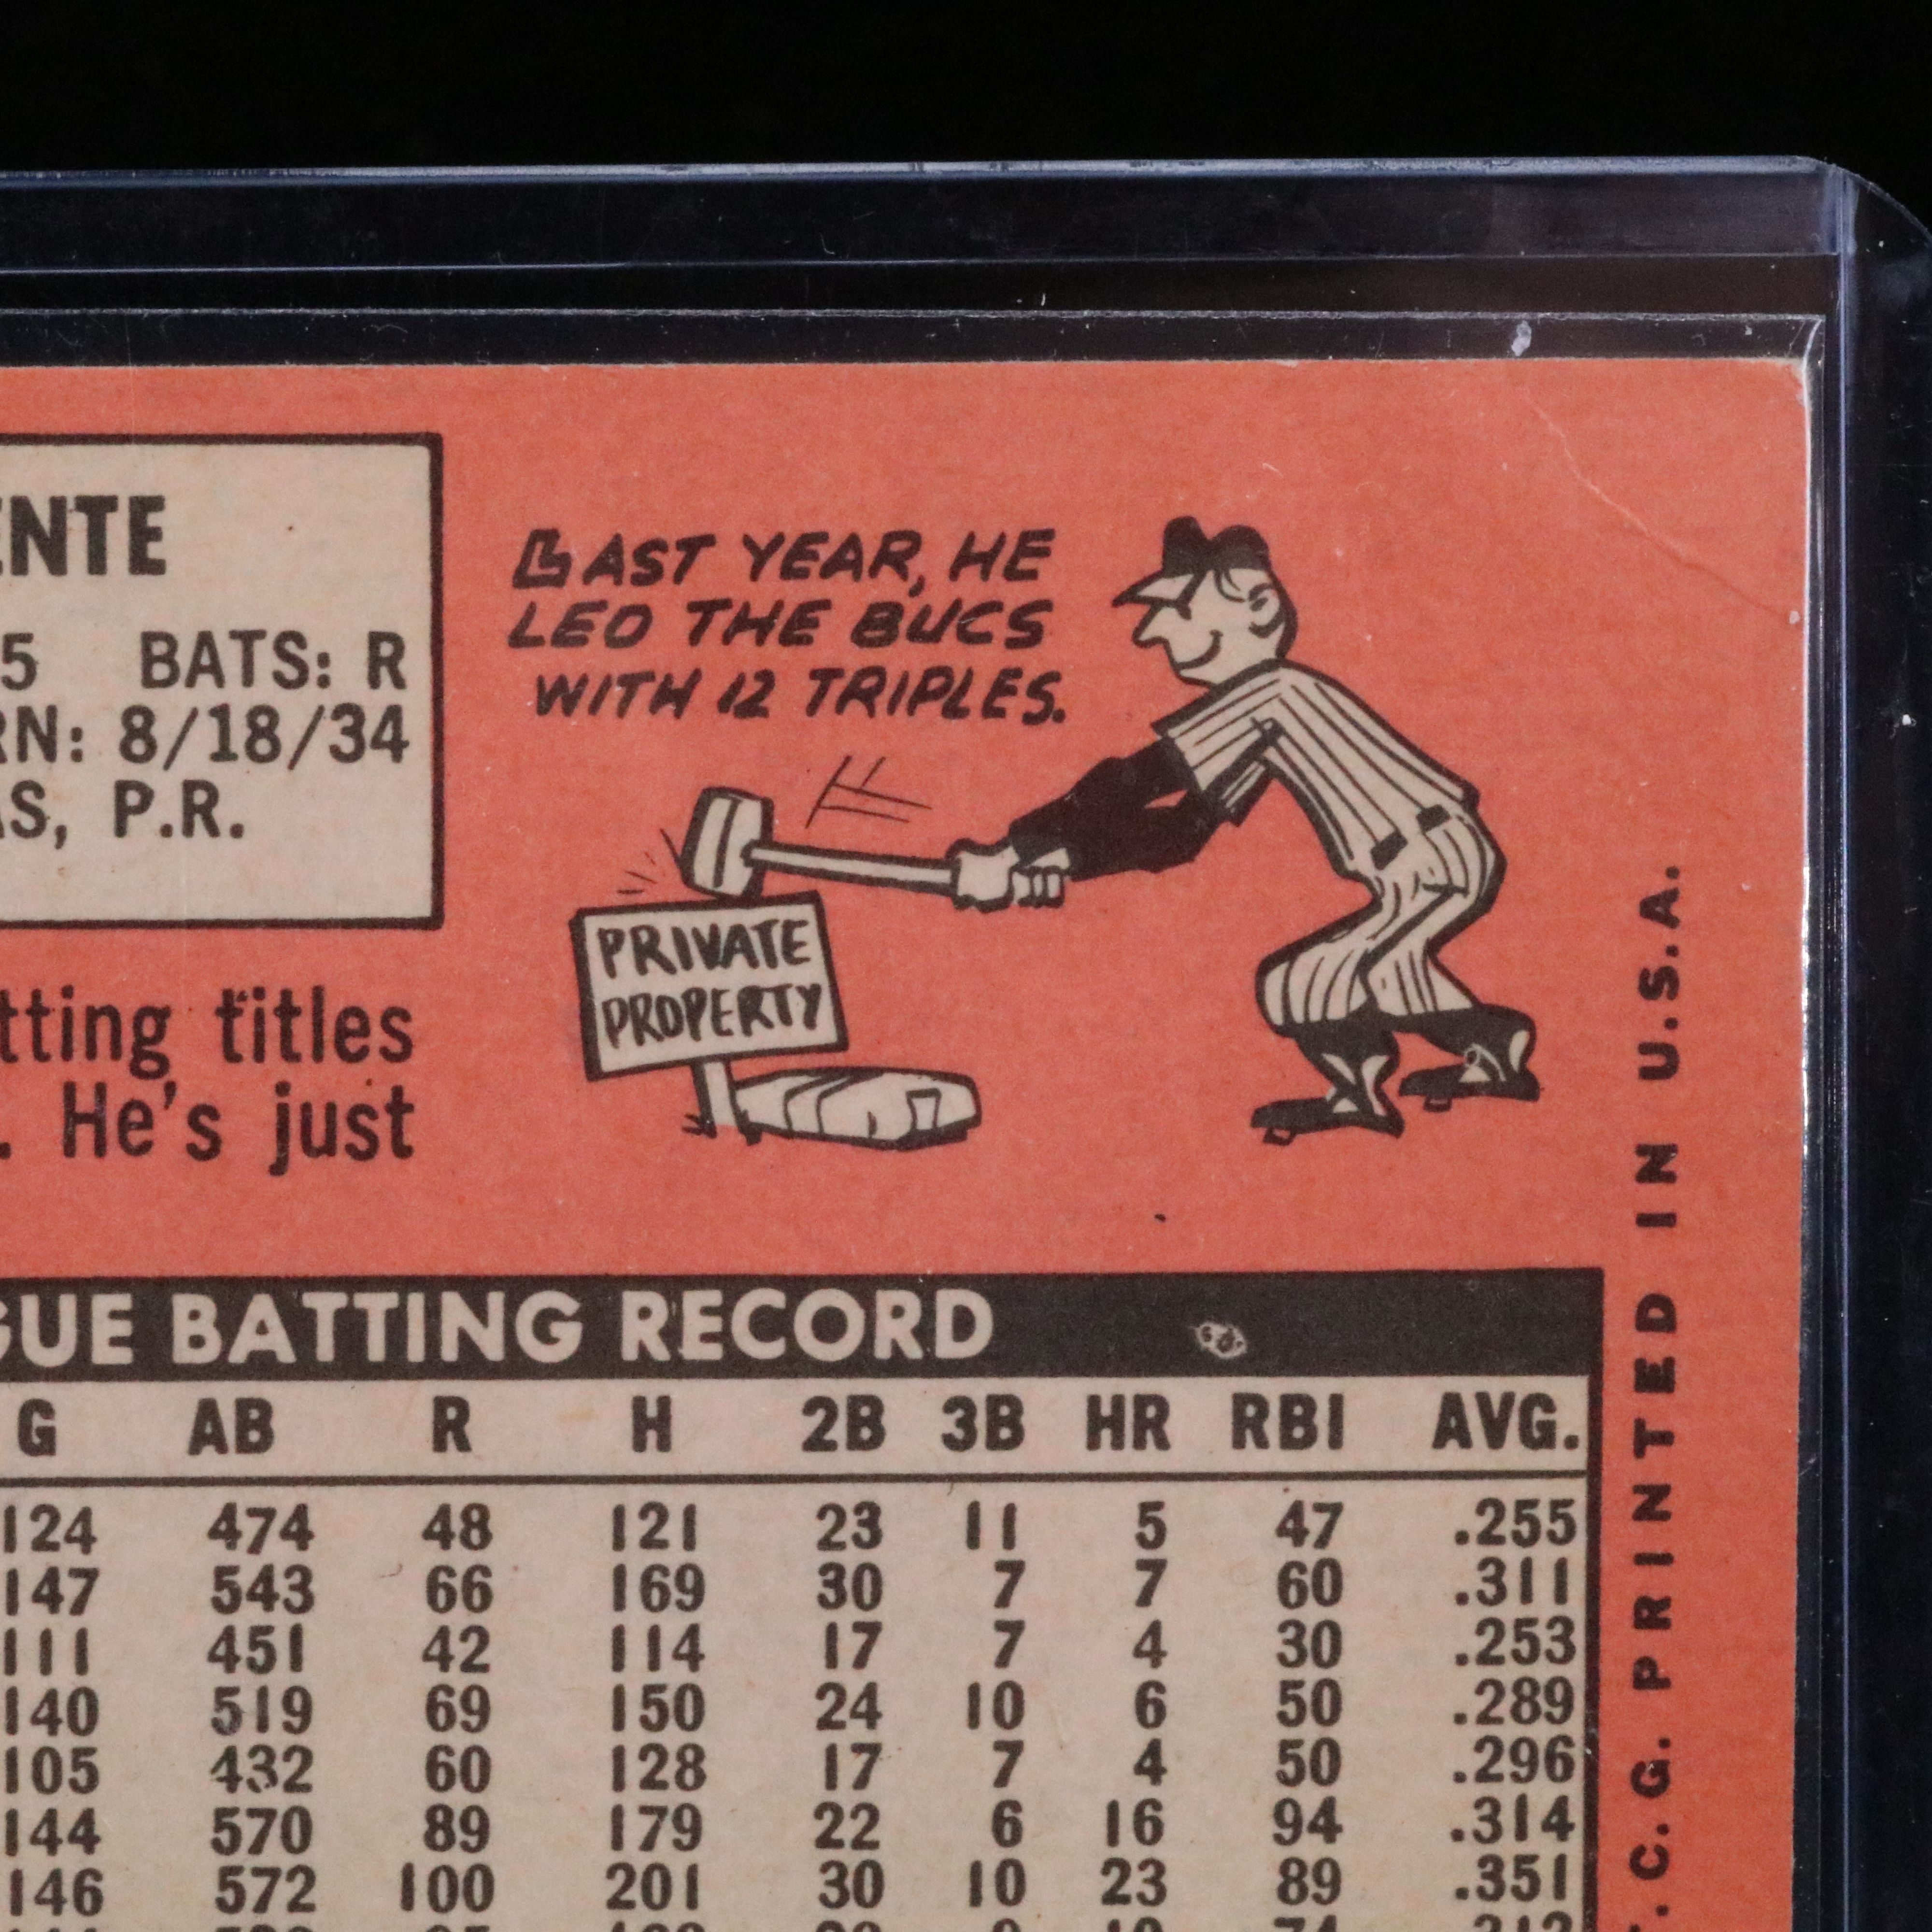 ENTE
5 BATS: R
RN: 8/18/34
AS, P.R.
LAST YEAR, HE
LED THE BUCS
WITH 12 TRIPLES.
PRIVATE
PROPERTY
tting titles
. He's just
GUE BATTING RECORD
G AB R H 2B 3B HR RBI AVG.
124 474 48 121 23 11 5 47 .255
147 543 66 169 30 7 7 60 .311
111 451 42 114 17 7 4 30 .253
140 519 69 150 24 10 6 50 .289
105 432 60 128 17 7 4 50 .296
144 570 89 179 22 6 16 94 .314
146 572 100 201 30 10 23 89 .351
T.C.G. PRINTED IN U.S.A.